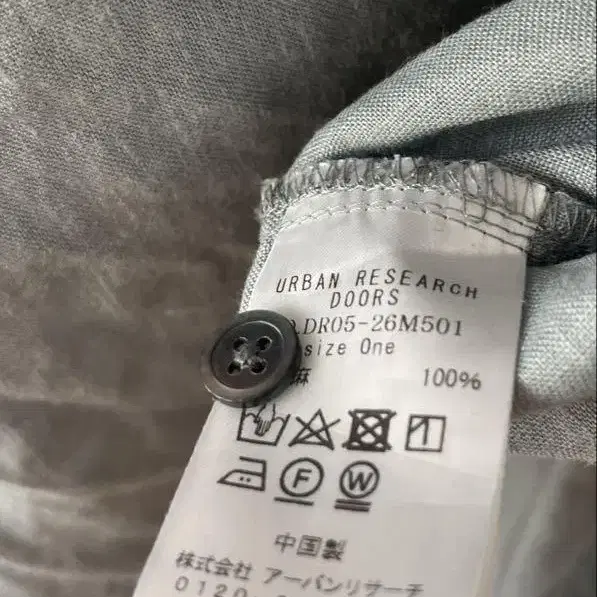 URBAN RESEARCH
DOORS
DR05-26M501
size One
麻 100%
F W
中国製
株式会社 アーバンリサーチ
0120